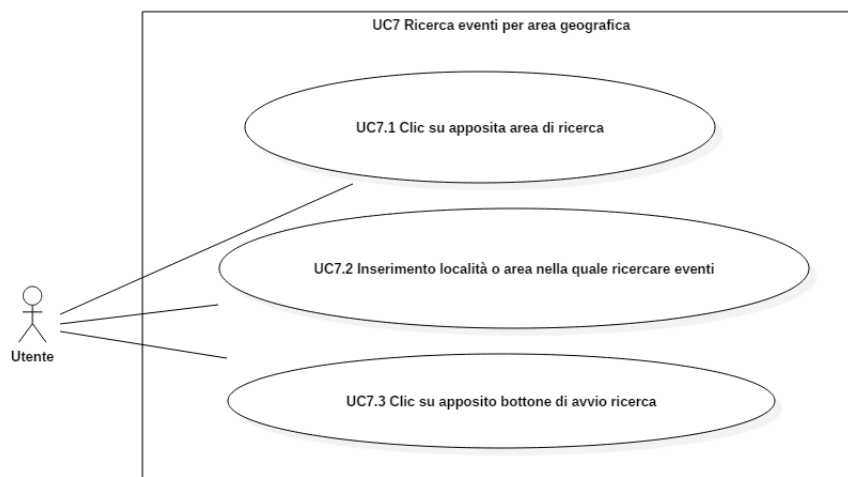 UC7 Ricerca eventi per area geografica
UC7.1 Clic su apposita area di ricerca
UC7.2 Inserimento località o area nella quale ricercare eventi
Utente
UC7.3 Clic su apposito bottone di avvio ricerca